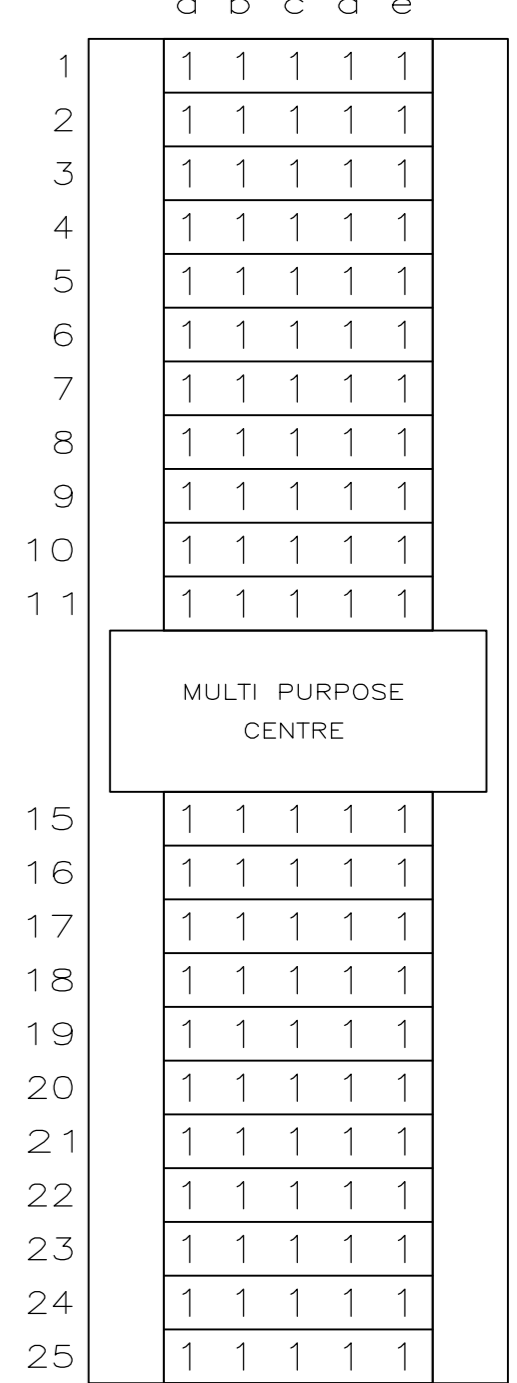 a b c d e
1 1 1 1 1 1
2 1 1 1 1 1
3 1 1 1 1 1
4 1 1 1 1 1
5 1 1 1 1 1
6 1 1 1 1 1
7 1 1 1 1 1
8 1 1 1 1 1
9 1 1 1 1 1
10 1 1 1 1 1
11 1 1 1 1 1
MULTI PURPOSE
CENTRE
15 1 1 1 1 1
16 1 1 1 1 1
17 1 1 1 1 1
18 1 1 1 1 1
19 1 1 1 1 1
20 1 1 1 1 1
21 1 1 1 1 1
22 1 1 1 1 1
23 1 1 1 1 1
24 1 1 1 1 1
25 1 1 1 1 1